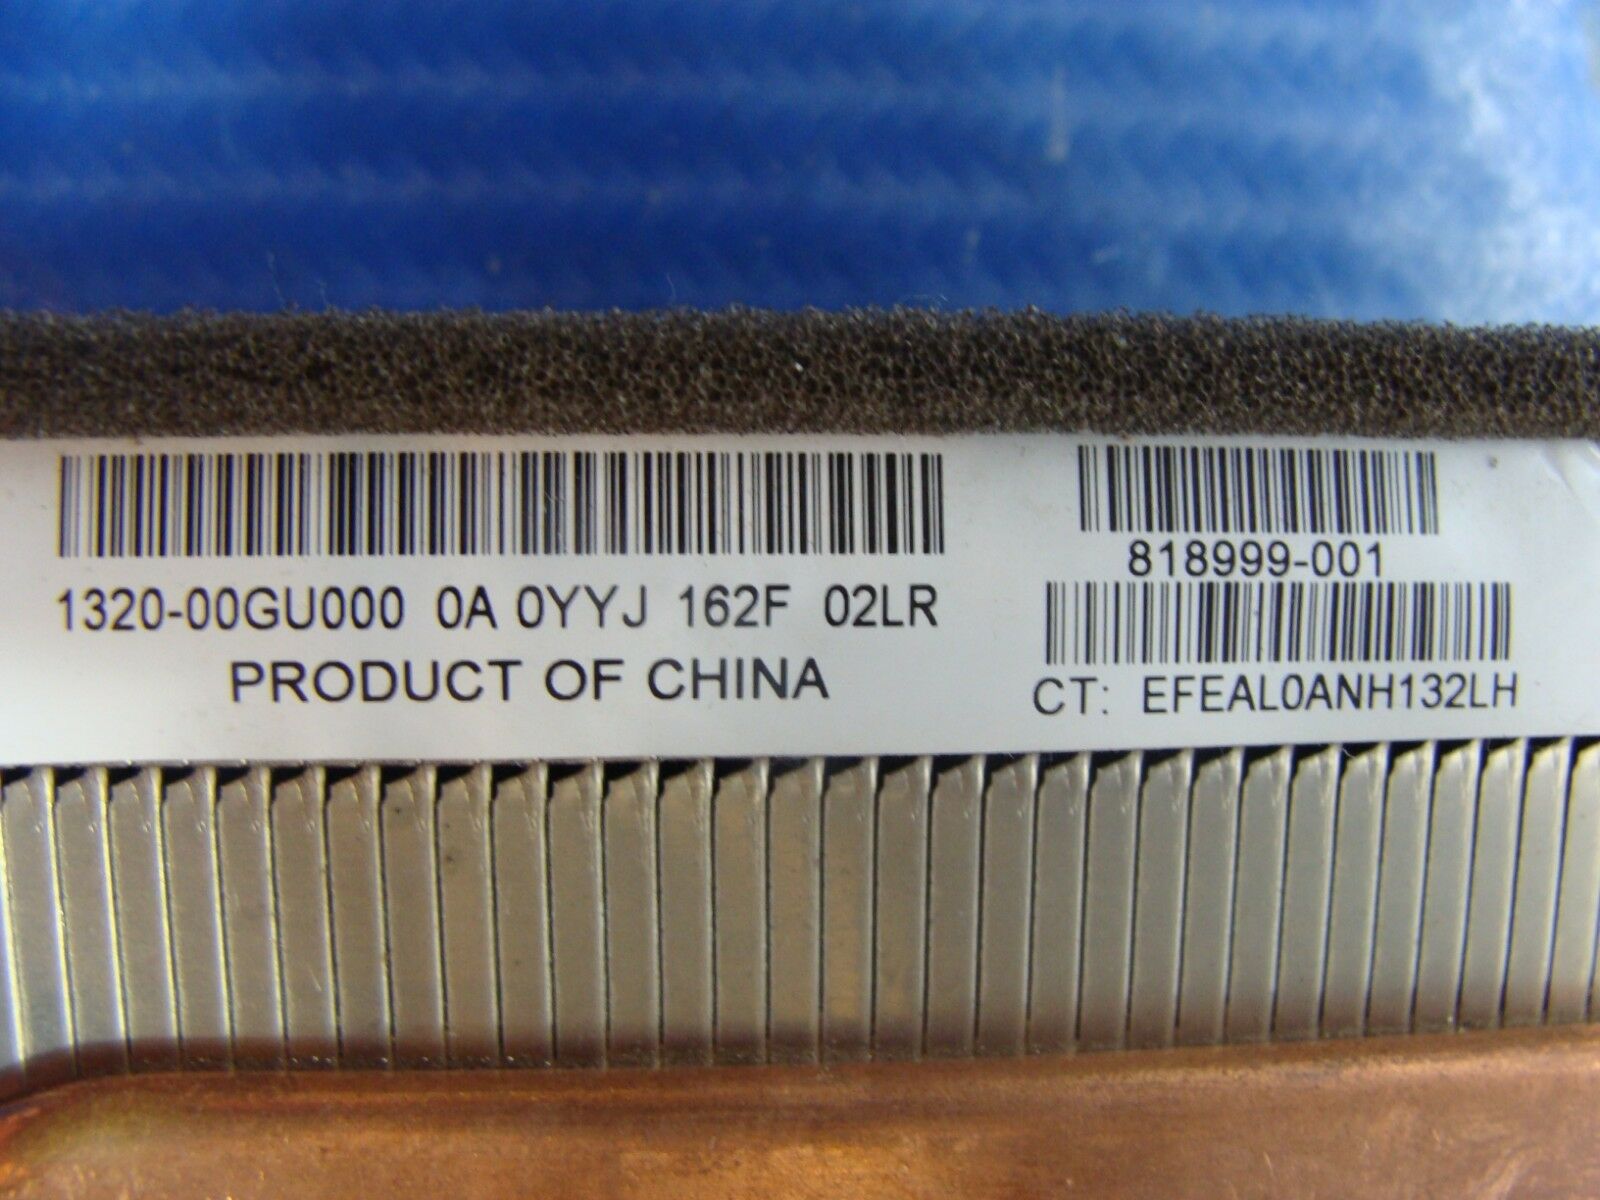 1320-00GU000 0A 0YYJ 162F 02LR
PRODUCT OF CHINA
818999-001
CT: EFEAL0ANH132LH